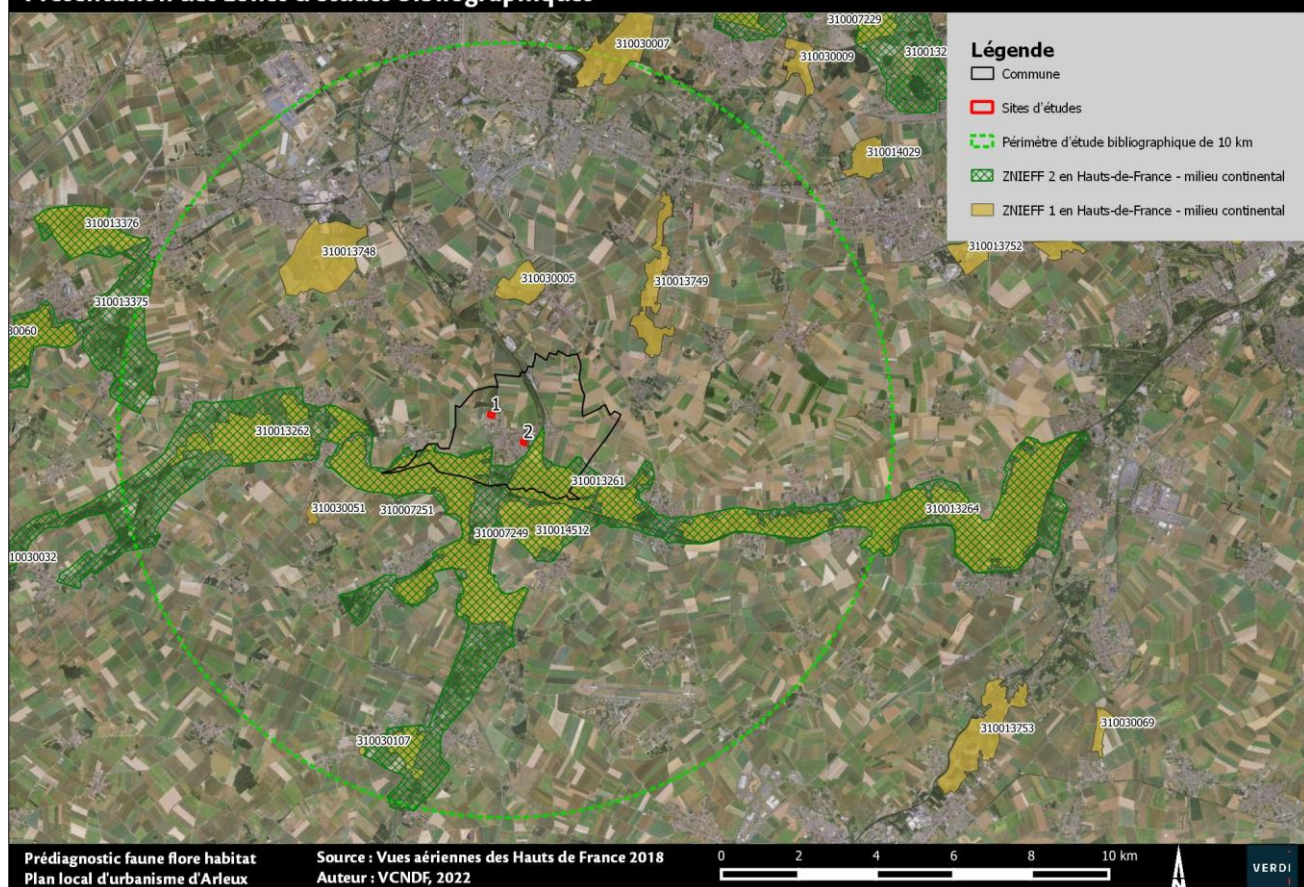 Présentation des zones d'études bibliographiques
310030007
310007229
310030009
3100132
310014029
Légende
Commune
Sites d'études
Périmètre d'étude bibliographique de 10 km
ZNIEFF 2 en Hauts-de-France - milieu continental
ZNIEFF 1 en Hauts-de-France - milieu continental
310013376
310013748
310030005
310013749
310013752
310013375
30060
1
2
310013262
310013261
310030051
310007251
310007249
310014512
310013264
10030032
310030107
310013753
310030069
Prédiagnostic faune flore habitat
Plan local d'urbanisme d'Arleux
Source : Vues aériennes des Hauts de France 2018
Auteur : VCNDF, 2022
0 2 4 6 8 10 km
N
VERDI